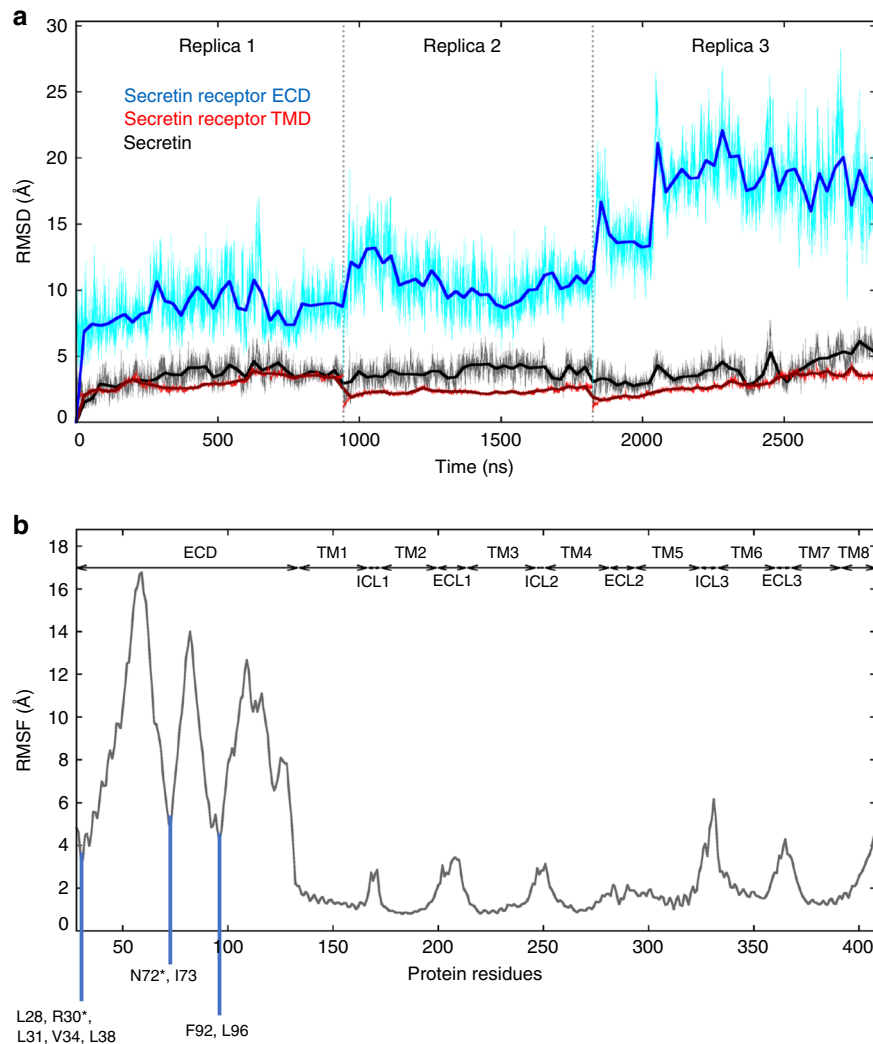 a
30
25
20
15
10
5
0
RMSD (Å)
Replica 1
Replica 2
Replica 3
Secretin receptor ECD
Secretin receptor TMD
Secretin
0
500
1000
1500
2000
2500
Time (ns)
b
18
16
14
12
10
8
6
4
2
0
RMSF (Å)
ECD
TM1
TM2
TM3
TM4
TM5
TM6
TM7
TM8
ICL1
ECL1
ICL2
ECL2
ICL3
ECL3
50
100
150
200
250
300
350
400
Protein residues
N72*, I73
L28, R30*,
L31, V34, L38
F92, L96